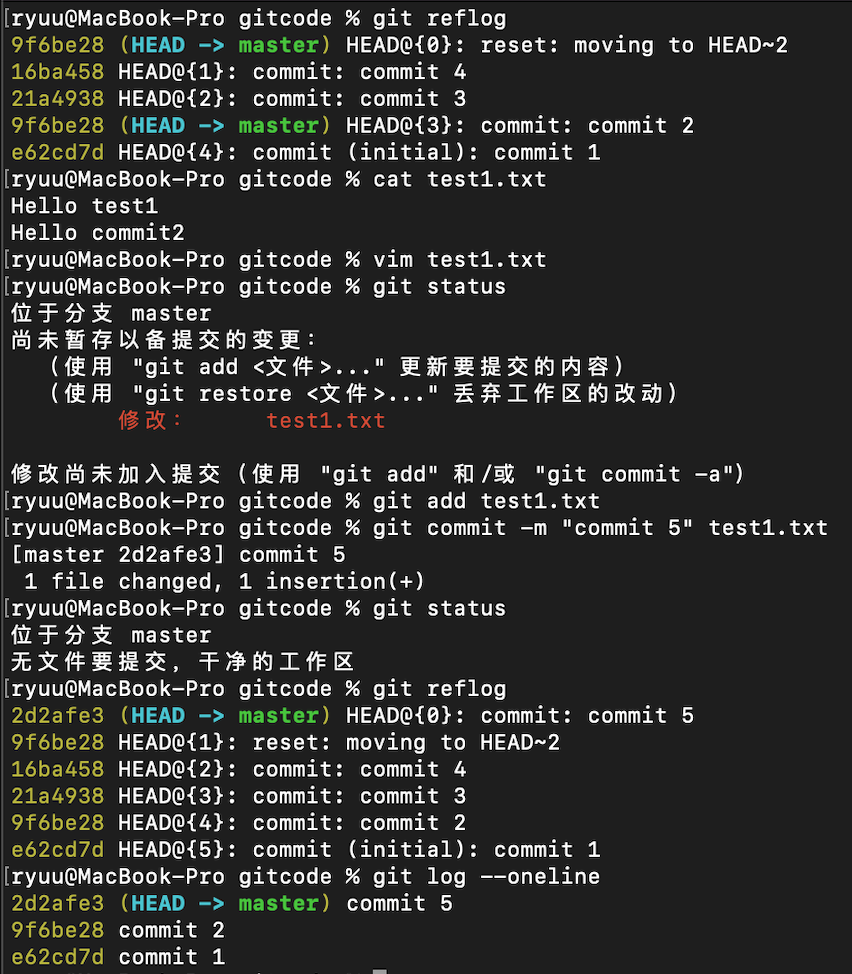 [ryuu@MacBook-Pro gitcode % git reflog
9f6be28 (HEAD -> master) HEAD@{0}: reset: moving to HEAD~2
16ba458 HEAD@{1}: commit: commit 4
21a4938 HEAD@{2}: commit: commit 3
9f6be28 (HEAD -> master) HEAD@{3}: commit: commit 2
e62cd7d HEAD@{4}: commit (initial): commit 1
[ryuu@MacBook-Pro gitcode % cat test1.txt
Hello test1
Hello commit2
[ryuu@MacBook-Pro gitcode % vim test1.txt
[ryuu@MacBook-Pro gitcode % git status
位于分支 master
尚未暂存以备提交的变更：
  （使用 "git add <文件>..." 更新要提交的内容）
  （使用 "git restore <文件>..." 丢弃工作区的改动）
        修改：     test1.txt
修改尚未加入提交（使用 "git add" 和/或 "git commit -a"）
[ryuu@MacBook-Pro gitcode % git add test1.txt
[ryuu@MacBook-Pro gitcode % git commit -m "commit 5" test1.txt
[master 2d2afe3] commit 5
 1 file changed, 1 insertion(+)
[ryuu@MacBook-Pro gitcode % git status
位于分支 master
无文件要提交，干净的工作区
[ryuu@MacBook-Pro gitcode % git reflog
2d2afe3 (HEAD -> master) HEAD@{0}: commit: commit 5
9f6be28 HEAD@{1}: reset: moving to HEAD~2
16ba458 HEAD@{2}: commit: commit 4
21a4938 HEAD@{3}: commit: commit 3
9f6be28 HEAD@{4}: commit: commit 2
e62cd7d HEAD@{5}: commit (initial): commit 1
[ryuu@MacBook-Pro gitcode % git log --oneline
2d2afe3 (HEAD -> master) commit 5
9f6be28 commit 2
e62cd7d commit 1